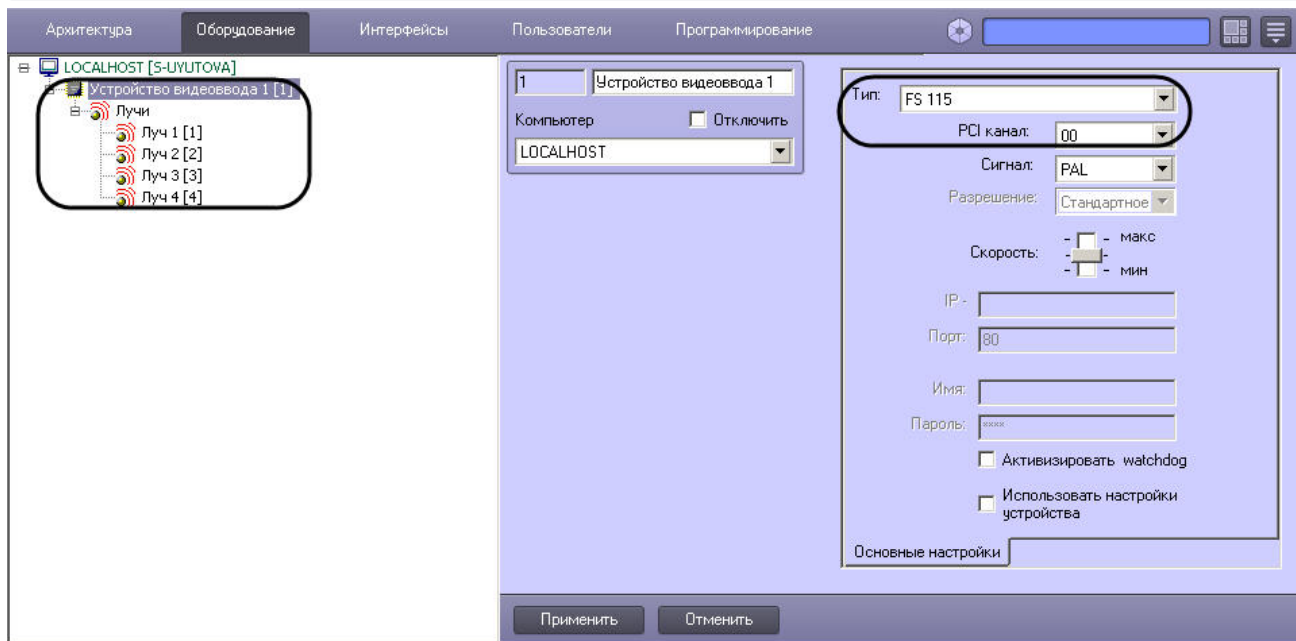 Архитектура Оборудование Интерфейсы Пользователи Программирование
LOCALHOST [S-UYUTOVA]
Устройство видеоввода 1 [1]
Лучи
Луч 1 [1]
Луч 2 [2]
Луч 3 [3]
Луч 4 [4]
1 Устройство видеоввода 1
Компьютер Отключить
LOCALHOST
Тип: FS 115
PCI канал: 00
Сигнал: PAL
Разрешение: Стандартное
Скорость: - - макс
- -
- - мин
IP -
Порт: 80
Имя:
Пароль: ****
Активизировать watchdog
Использовать настройки
устройства
Основные настройки
Применить Отменить